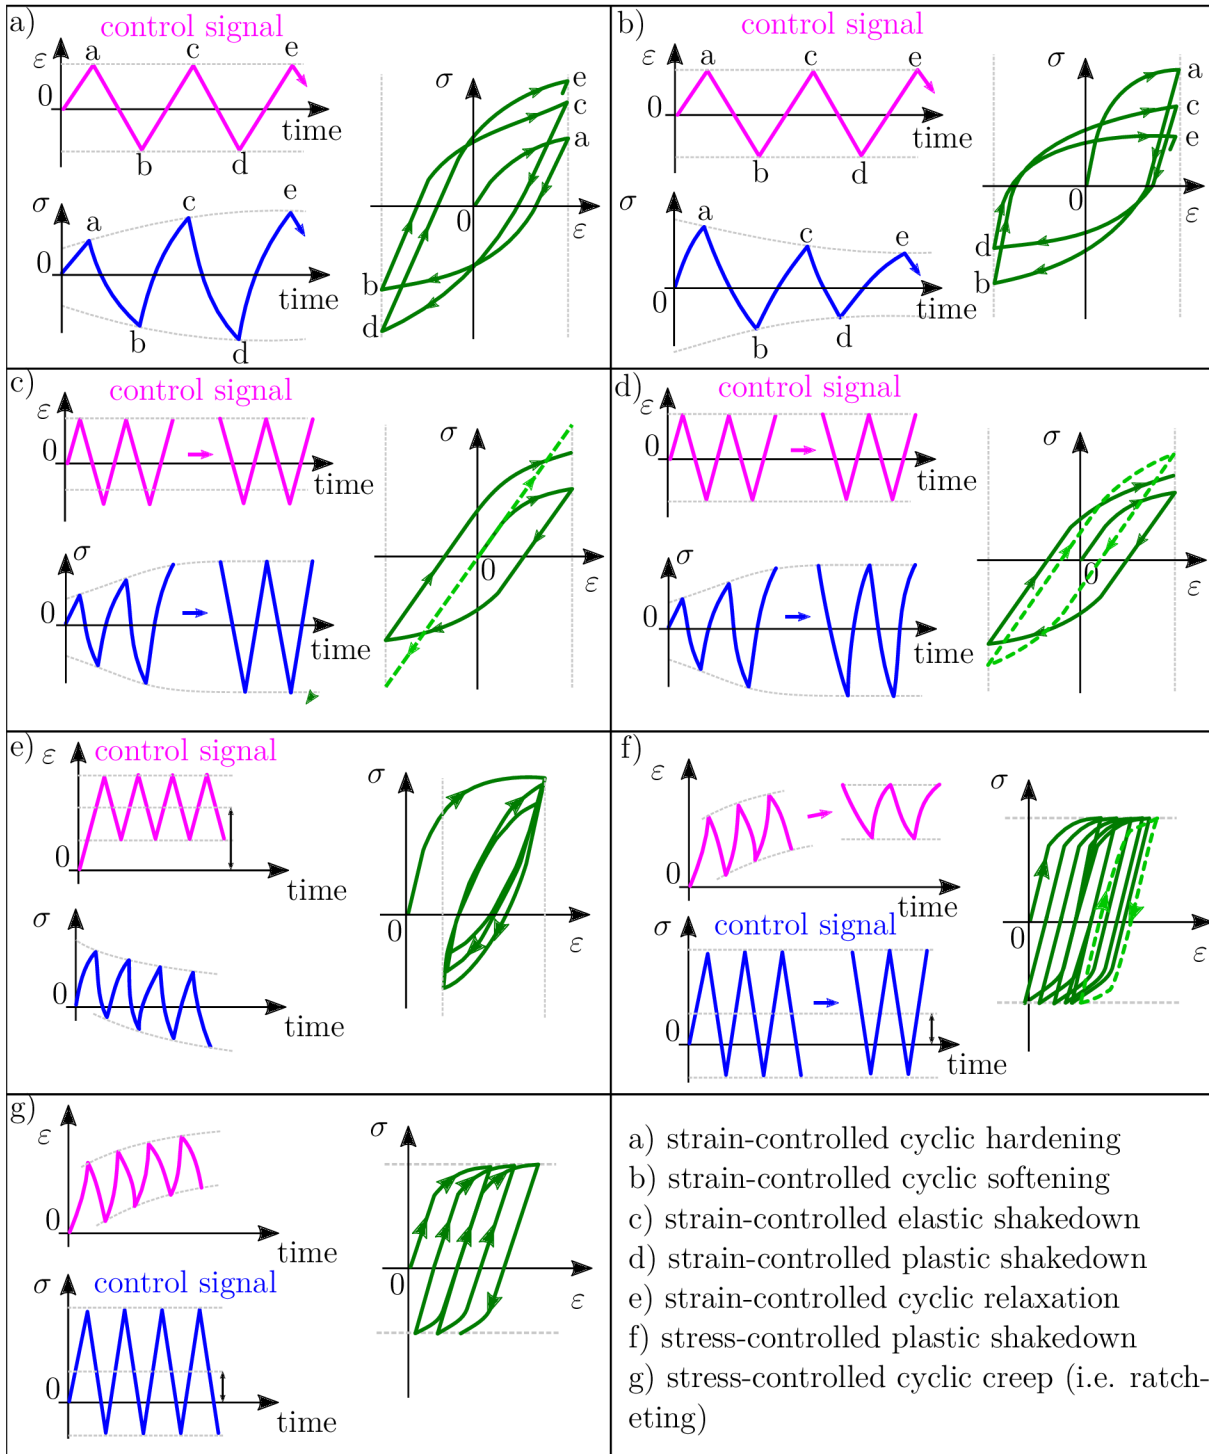 a)
control signal
ε
a
c
e
0
time
b
d
σ
a
c
e
0
time
b
d
σ
e
c
a
0
ε
b
d
b)
control signal
ε
a
c
e
0
time
b
d
σ
a
c
e
0
time
b
d
σ
a
c
e
0
ε
d
b
c)
control signal
ε
0
time
σ
0
time
σ
0
ε
d)
control signal
ε
0
time
σ
0
time
σ
0
ε
e)
ε
control signal
0
time
σ
0
time
σ
0
ε
f)
ε
0
time
σ
control signal
0
time
σ
0
ε
g)
ε
0
time
σ
control signal
0
time
σ
0
ε
a) strain-controlled cyclic hardening
b) strain-controlled cyclic softening
c) strain-controlled elastic shakedown
d) strain-controlled plastic shakedown
e) strain-controlled cyclic relaxation
f) stress-controlled plastic shakedown
g) stress-controlled cyclic creep (i.e. ratch-
eting)